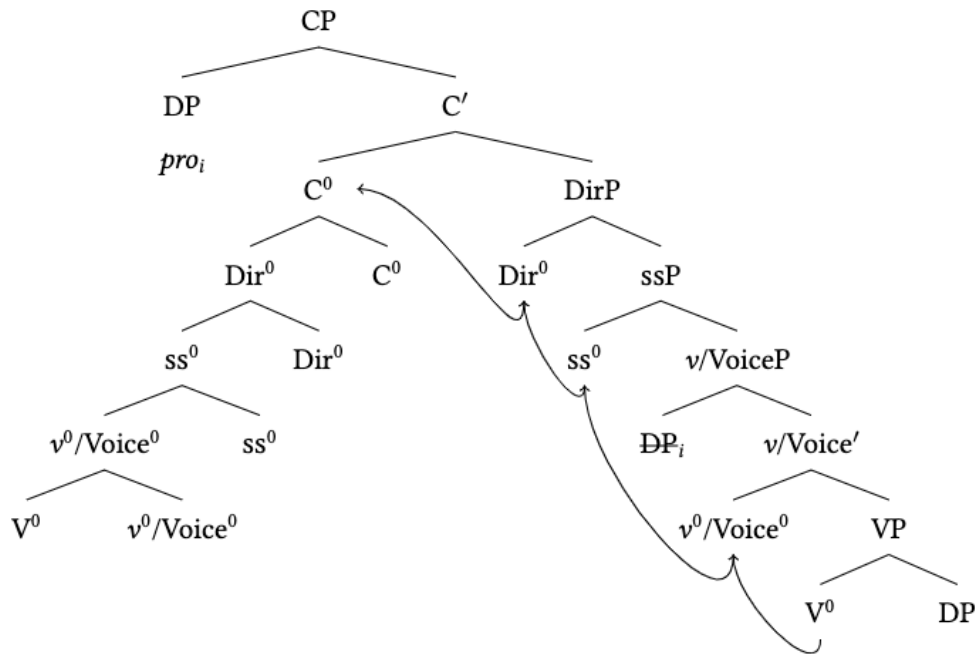 CP
DP C′
pro_i
C⁰ DirP
Dir⁰ C⁰ Dir⁰ ssP
ss⁰ Dir⁰ ss⁰ v/VoiceP
v⁰/Voice⁰ ss⁰ DP_i v/Voice′
V⁰ v⁰/Voice⁰ v⁰/Voice⁰ VP
V⁰ DP